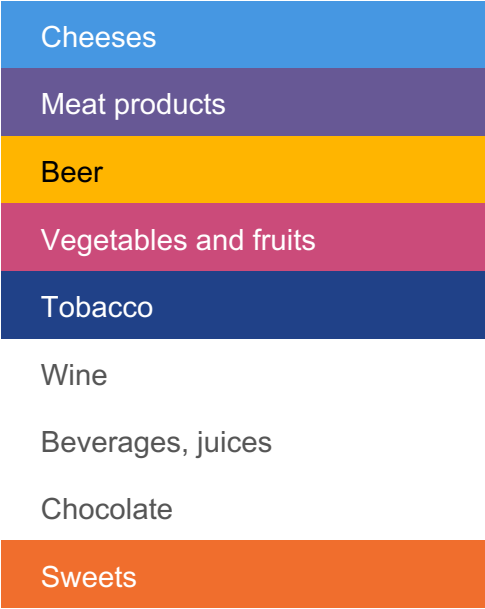 Cheeses
Meat products
Beer
Vegetables and fruits
Tobacco
Wine
Beverages, juices
Chocolate
Sweets